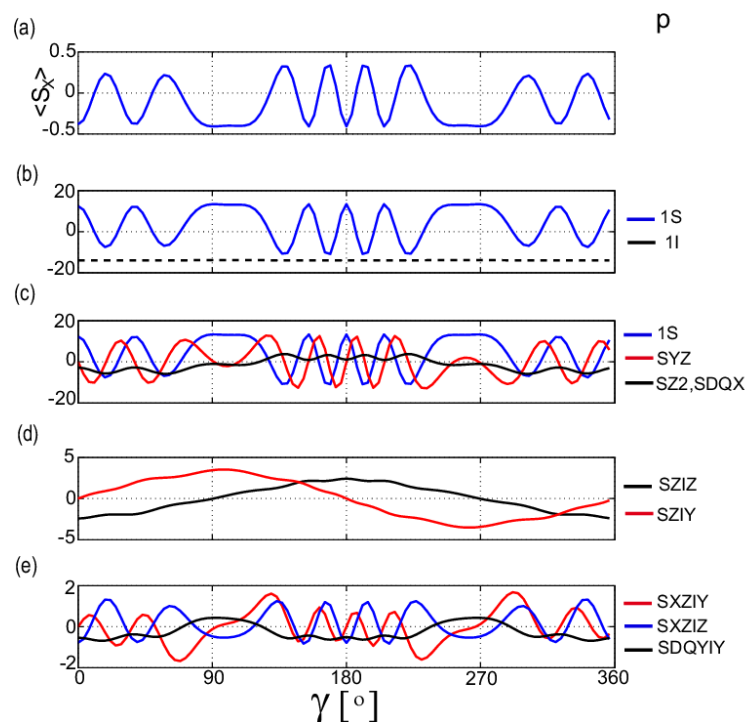 p
(a)
0.5
0
-0.5
<S_X>
(b)
20
0
-20
1S
1I
(c)
20
0
-20
1S
SYZ
SZ2,SDQX
(d)
5
0
-5
SZIZ
SZIY
(e)
2
0
-2
SXZIY
SXZIZ
SDQYIY
0 90 180 270 360
γ [°]